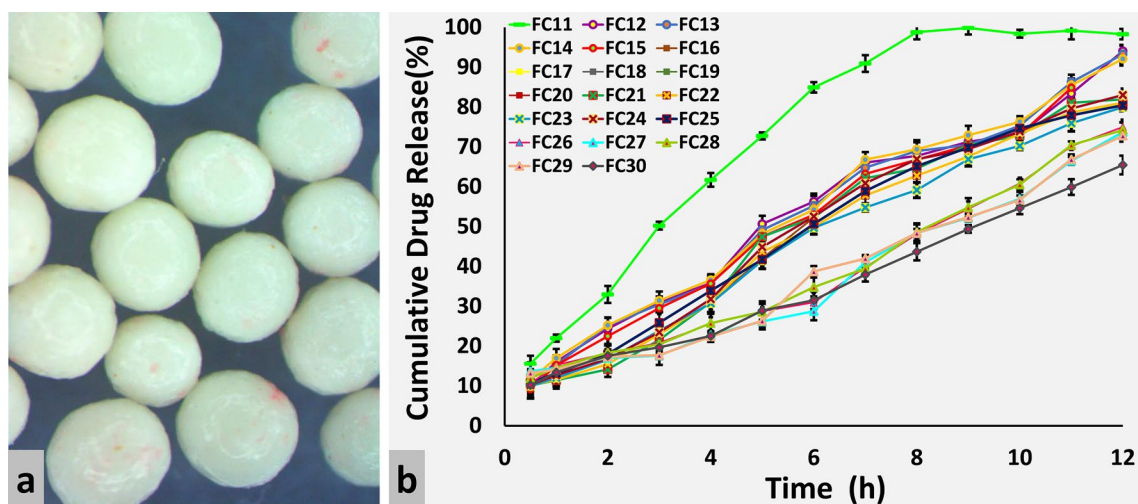 a
b
Cumulative Drug Release(%)
100
90
80
70
60
50
40
30
20
10
0
FC11 FC12 FC13
FC14 FC15 FC16
FC17 FC18 FC19
FC20 FC21 FC22
FC23 FC24 FC25
FC26 FC27 FC28
FC29 FC30
0 2 4 6 8 10 12
Time (h)